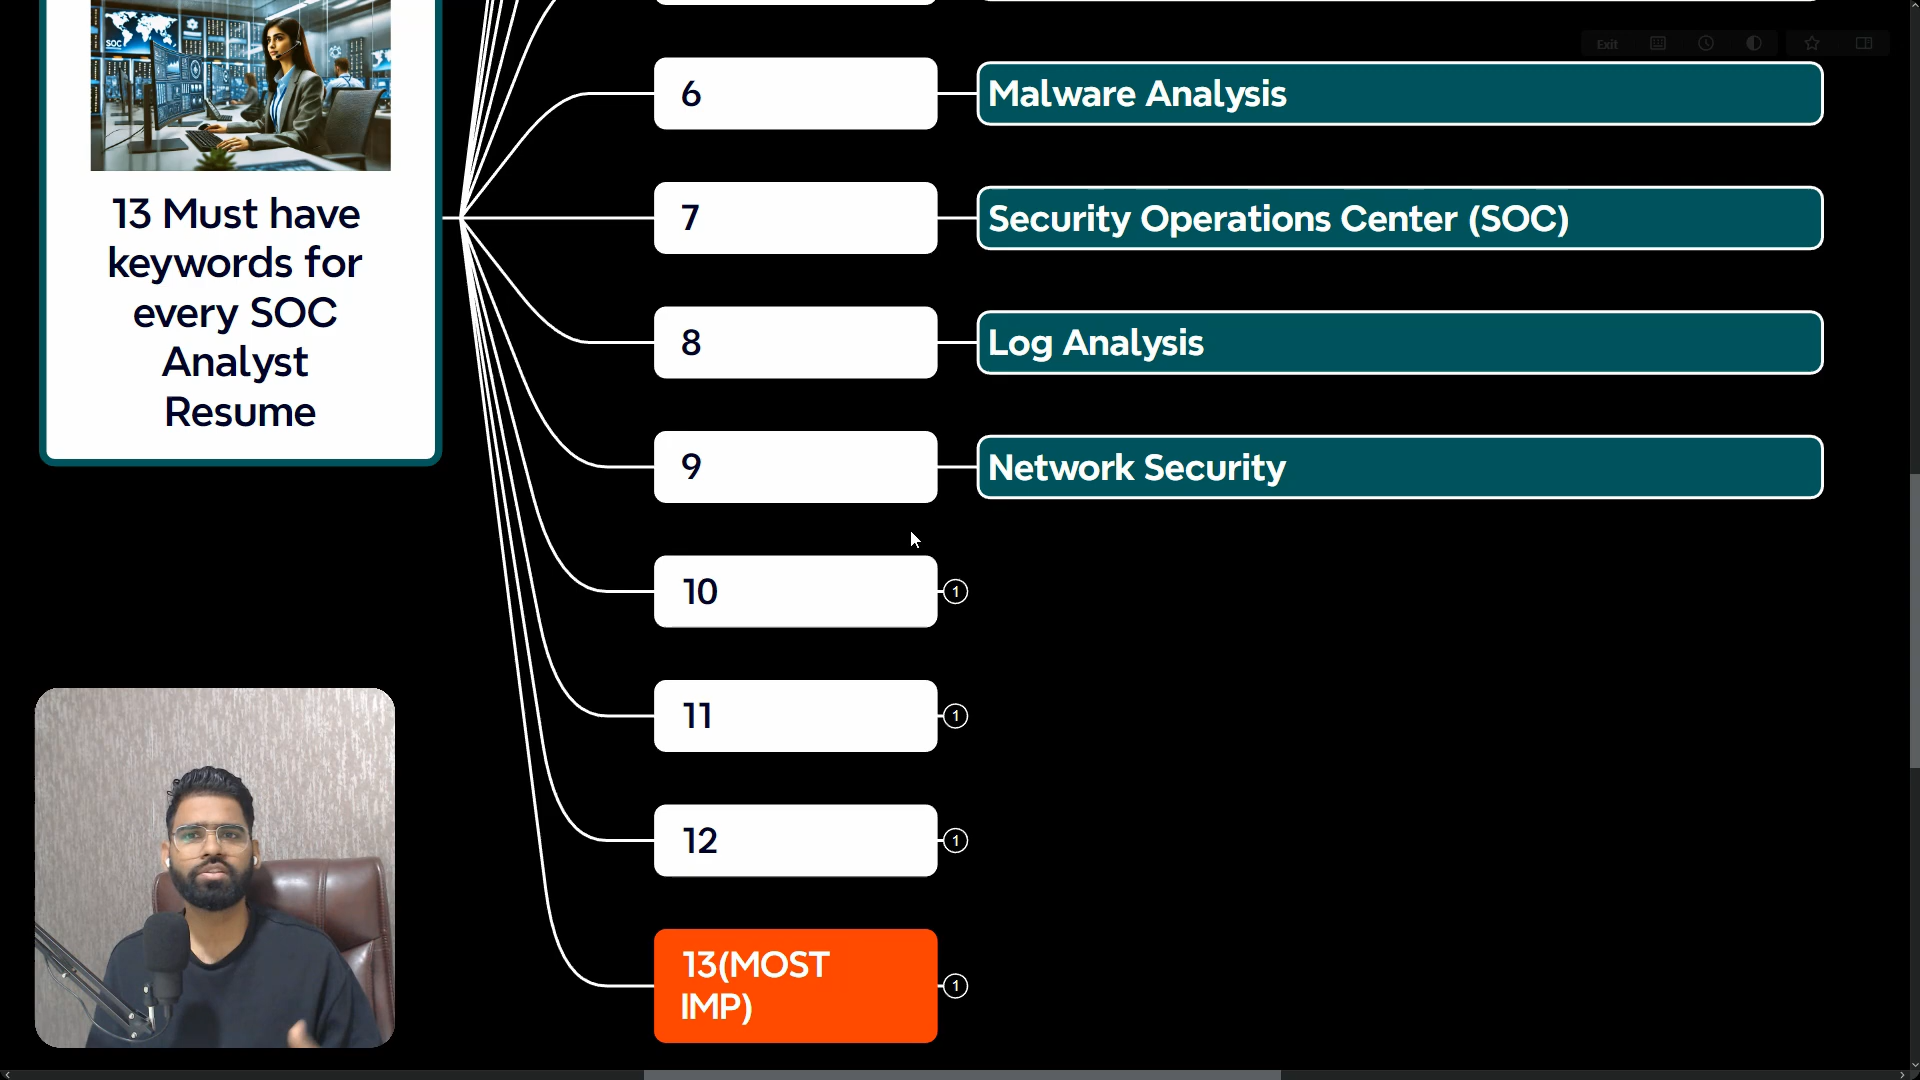 SOC
13 Must have
keywords for
every SOC
Analyst
Resume
Exit
6
Malware Analysis
7
Security Operations Center (SOC)
8
Log Analysis
9
Network Security
10
1
11
1
12
1
13(MOST
IMP)
1